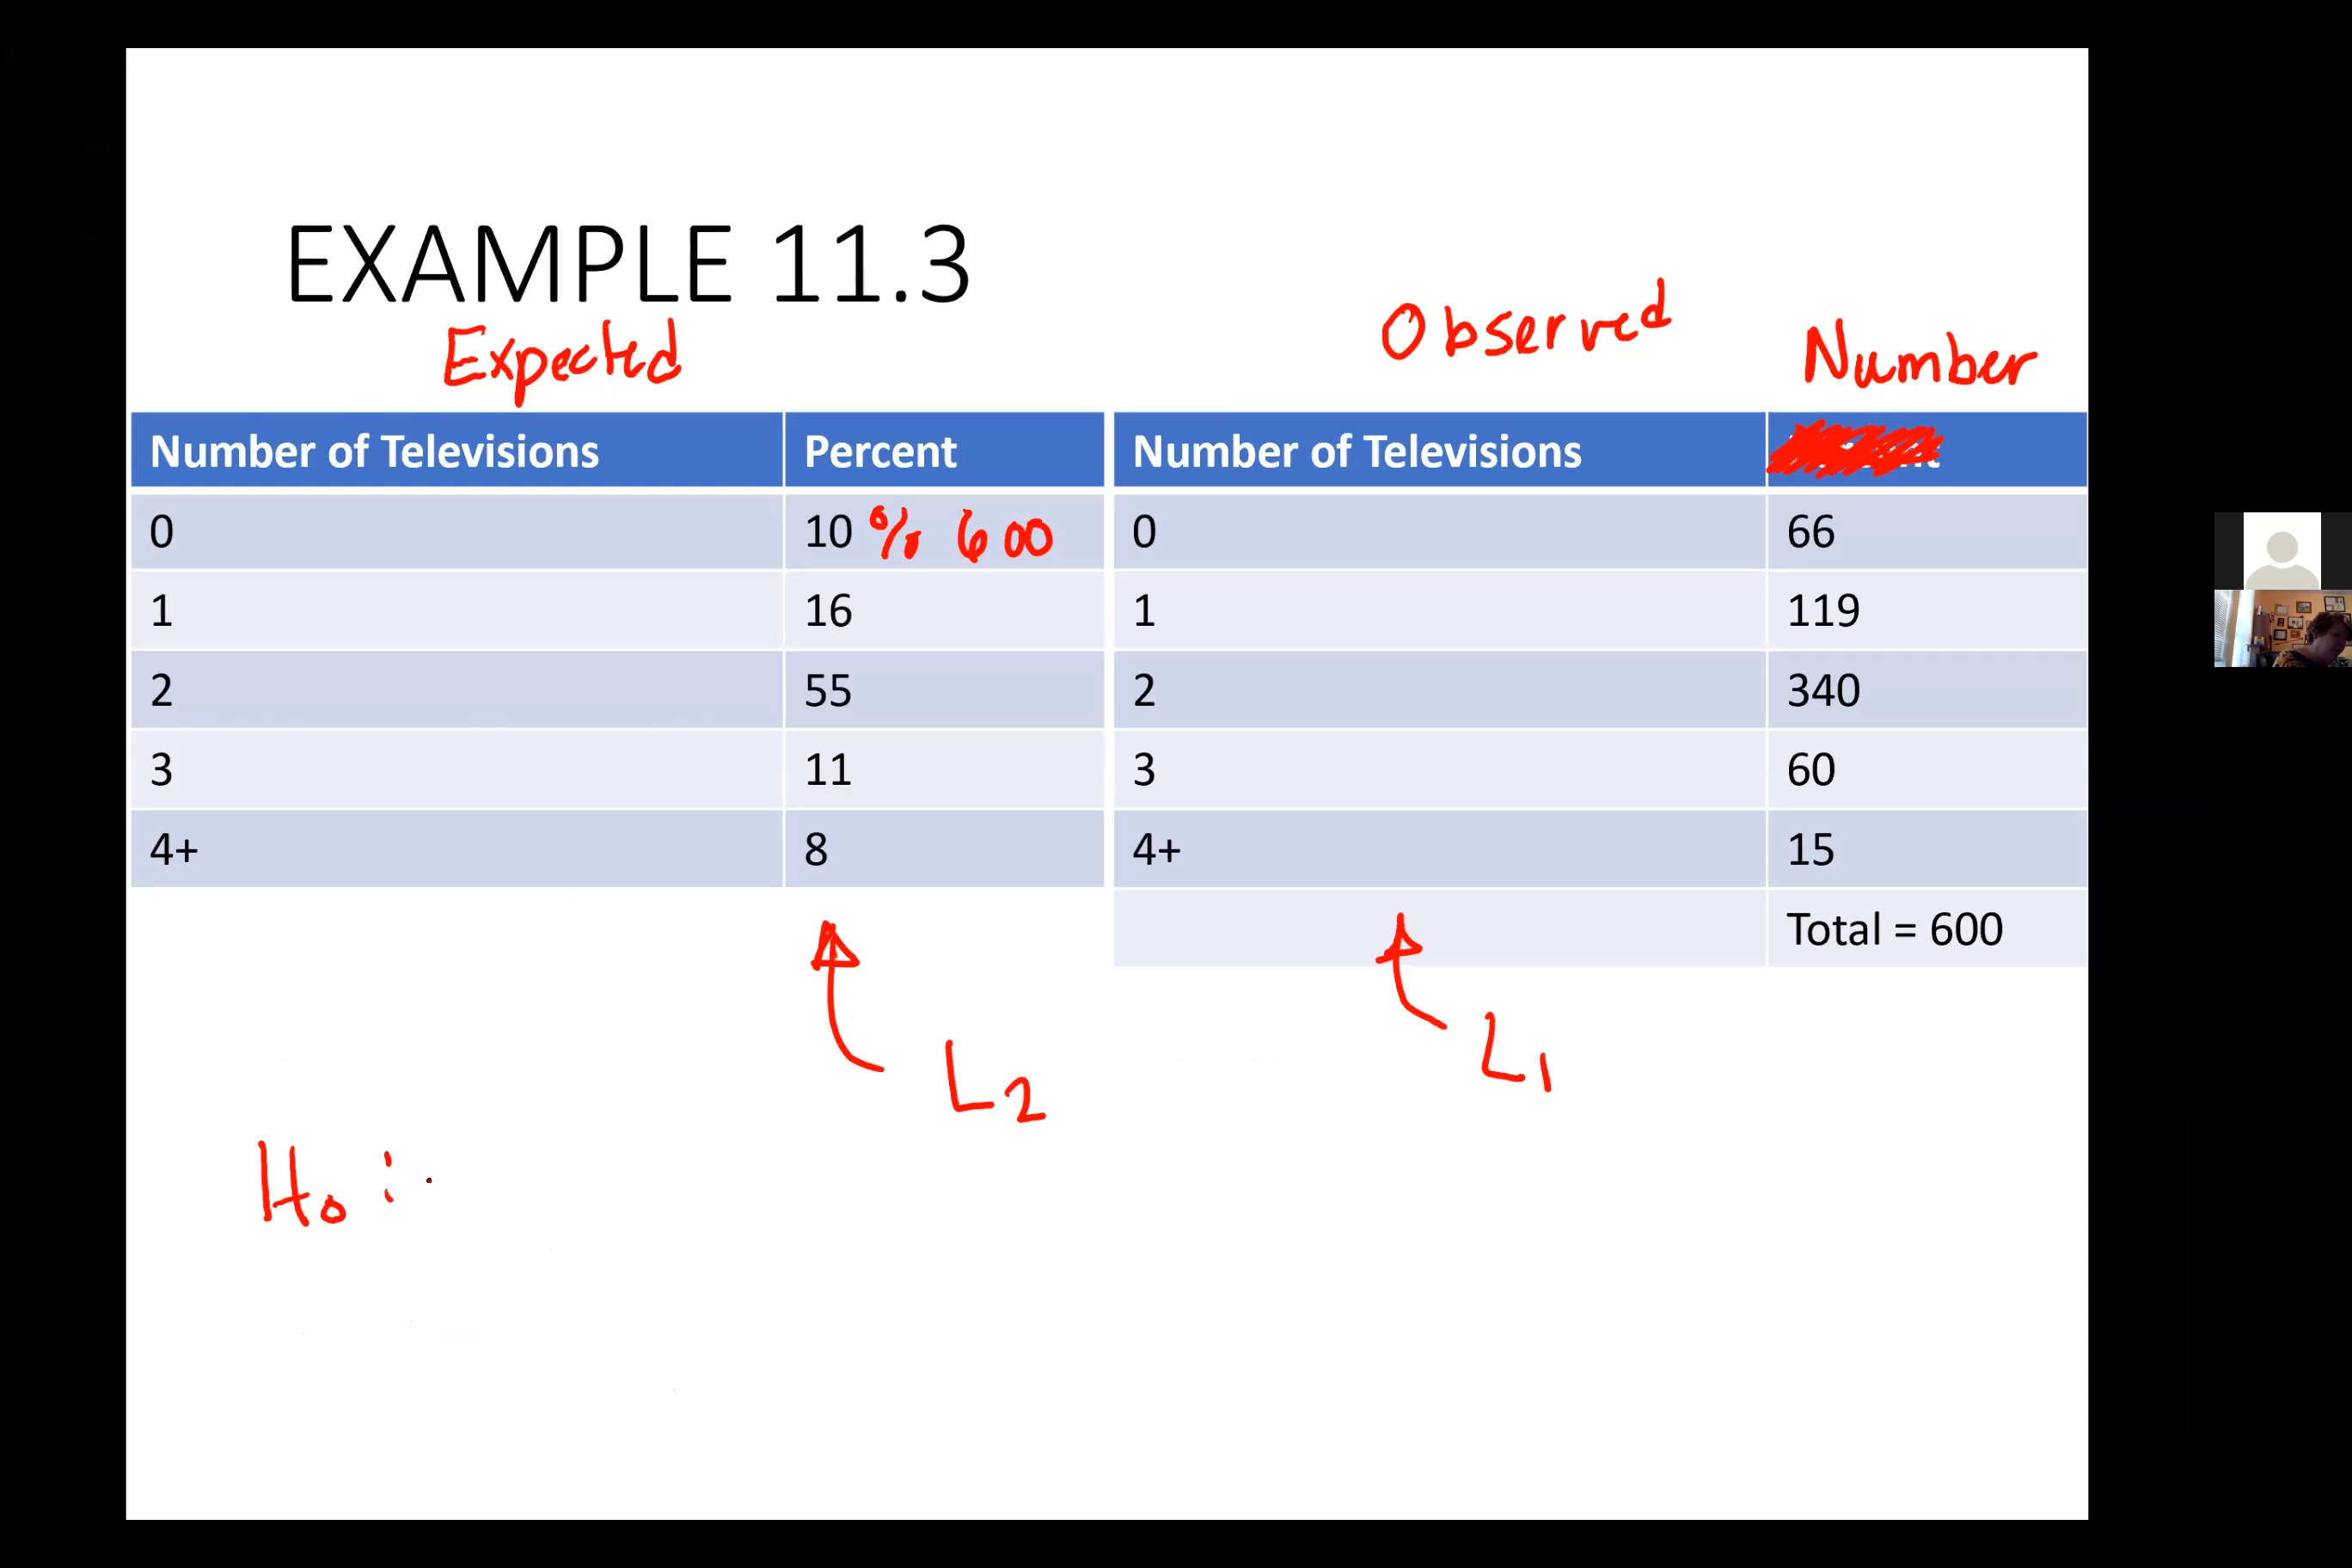 EXAMPLE 11.3
Expected
Observed
Number
Number of Televisions Percent Number of Televisions
0 10 % 600 0 66
1 16 1 119
2 55 2 340
3 11 3 60
4+ 8 4+ 15
Total = 600
L2
L1
H0 :